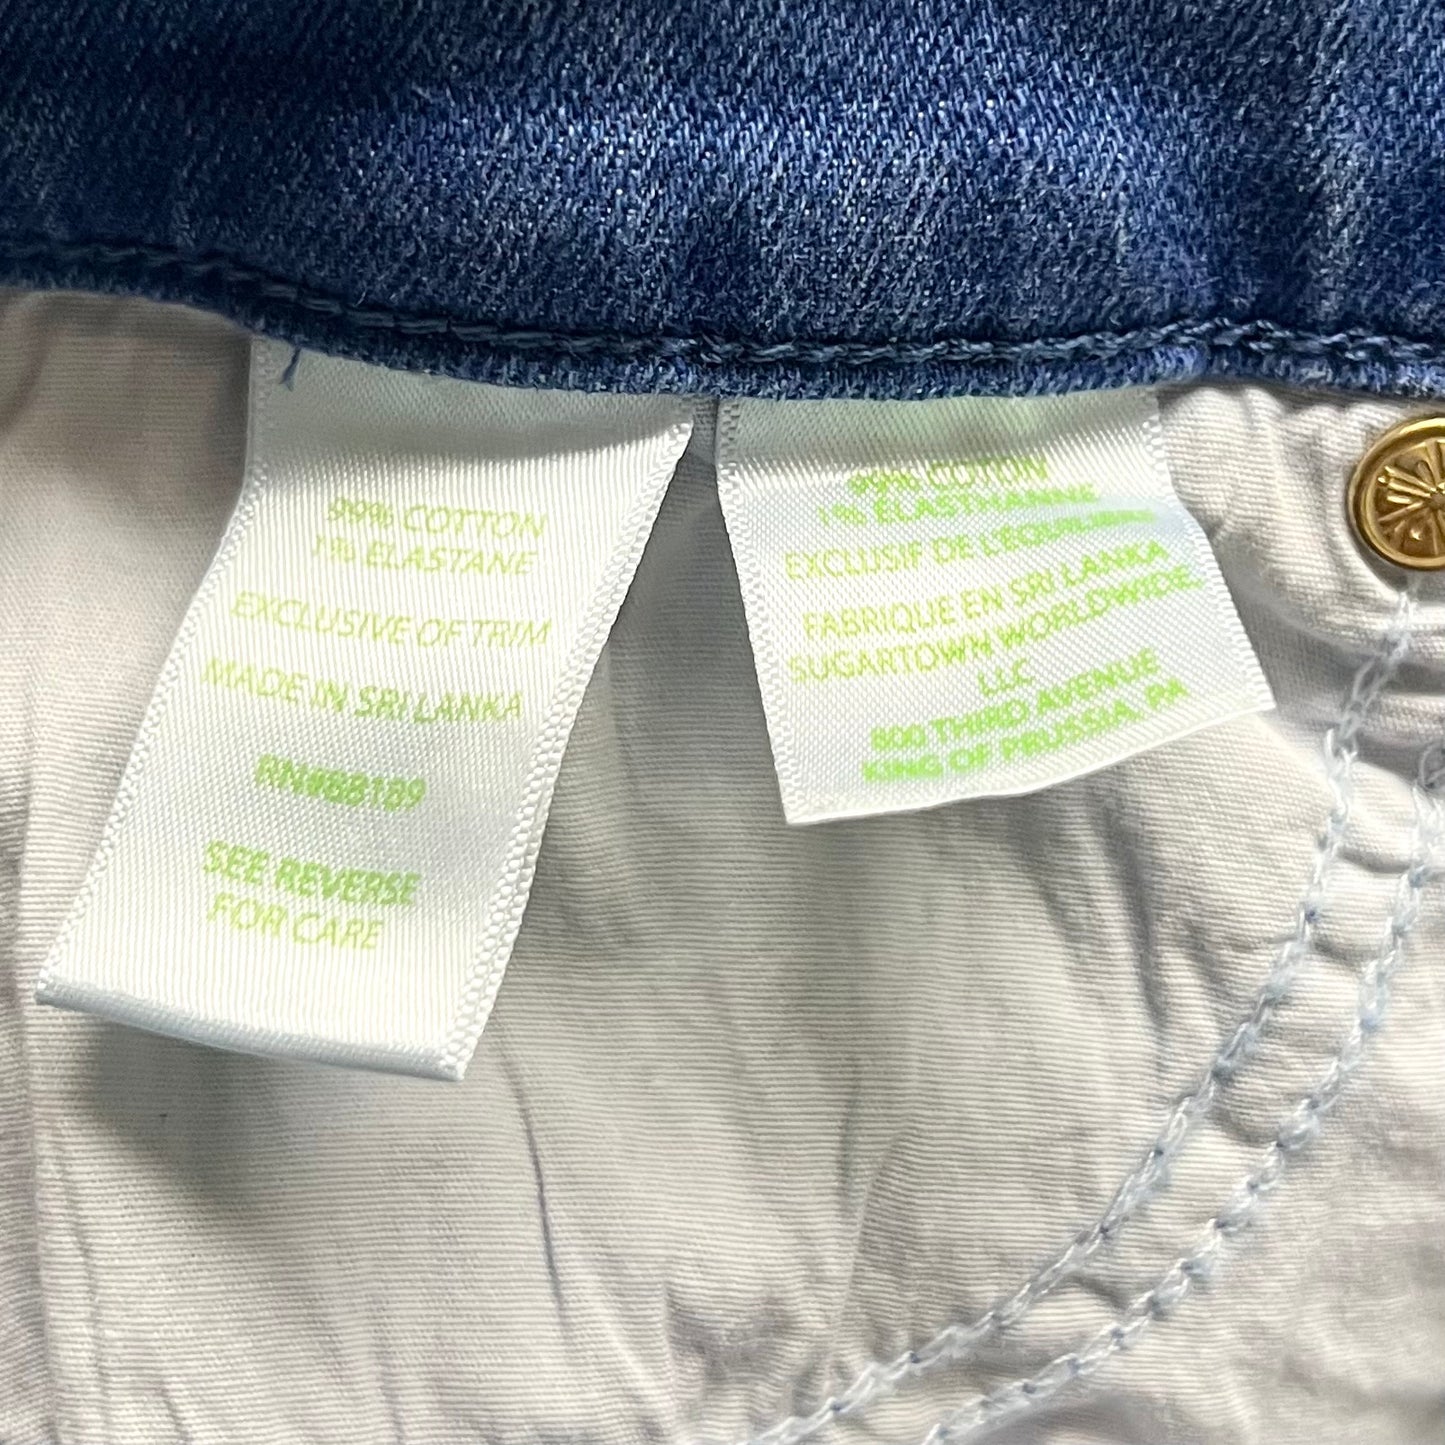 99% COTTON
1% ELASTANE
EXCLUSIVE OF TRIM
MADE IN SRI LANKA
RN#88189
SEE REVERSE
FOR CARE
99% COTTON
1% ELASTHANNE
EXCLUSIF DE
FABRIQUE EN SRI LANKA
SUGARTOWN WORLDWIDE,
LLC
800 THIRD AVENUE
KING OF PRUSSIA, PA